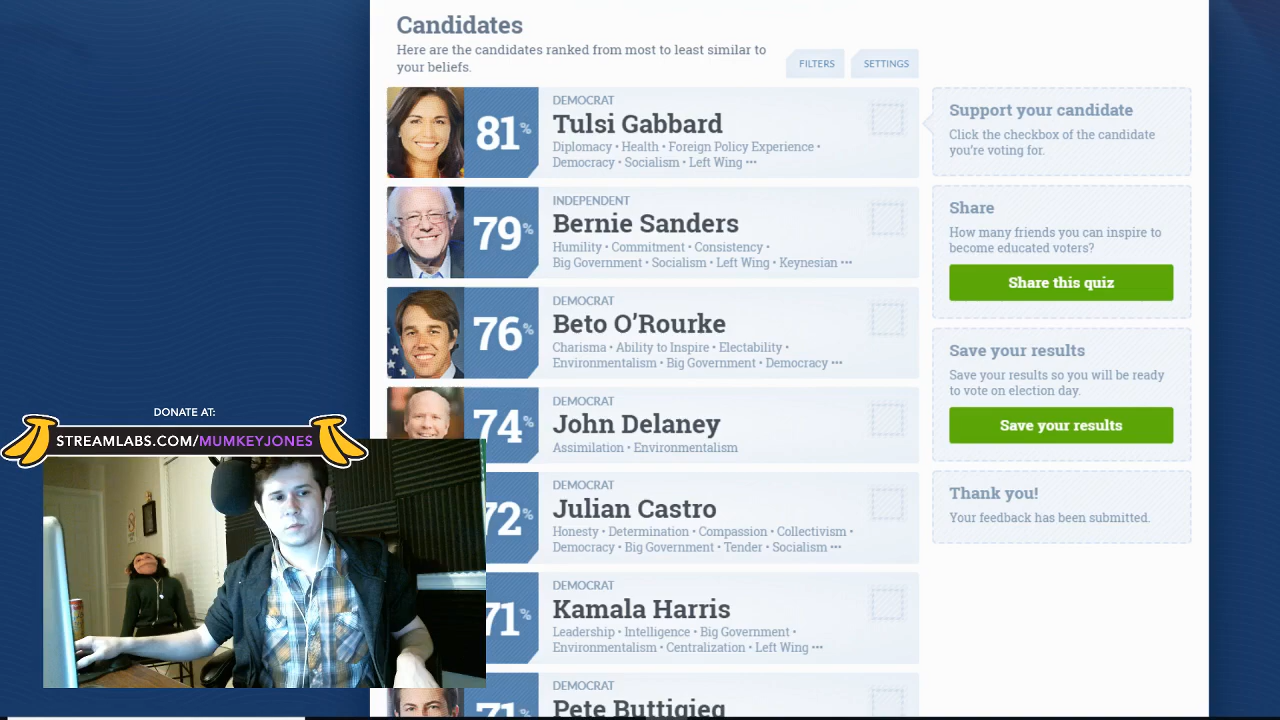 Candidates
Here are the candidates ranked from most to least similar to
your beliefs.
FILTERS
SETTINGS
81%
DEMOCRAT
Tulsi Gabbard
Diplomacy • Health • Foreign Policy Experience •
Democracy • Socialism • Left Wing •••
79%
INDEPENDENT
Bernie Sanders
Humility • Commitment • Consistency •
Big Government • Socialism • Left Wing • Keynesian •••
76%
DEMOCRAT
Beto O’Rourke
Charisma • Ability to Inspire • Electability •
Environmentalism • Big Government • Democracy •••
74%
DEMOCRAT
John Delaney
Assimilation • Environmentalism
72%
DEMOCRAT
Julian Castro
Honesty • Determination • Compassion • Collectivism •
Democracy • Big Government • Tender • Socialism •••
71%
DEMOCRAT
Kamala Harris
Leadership • Intelligence • Big Government •
Environmentalism • Centralization • Left Wing •••
71%
DEMOCRAT
Pete Buttigieg
Support your candidate
Click the checkbox of the candidate
you’re voting for.
Share
How many friends you can inspire to
become educated voters?
Share this quiz
Save your results
Save your results so you will be ready
to vote on election day.
Save your results
Thank you!
Your feedback has been submitted.
DONATE AT:
STREAMLABS.COM/MUMKEYJONES